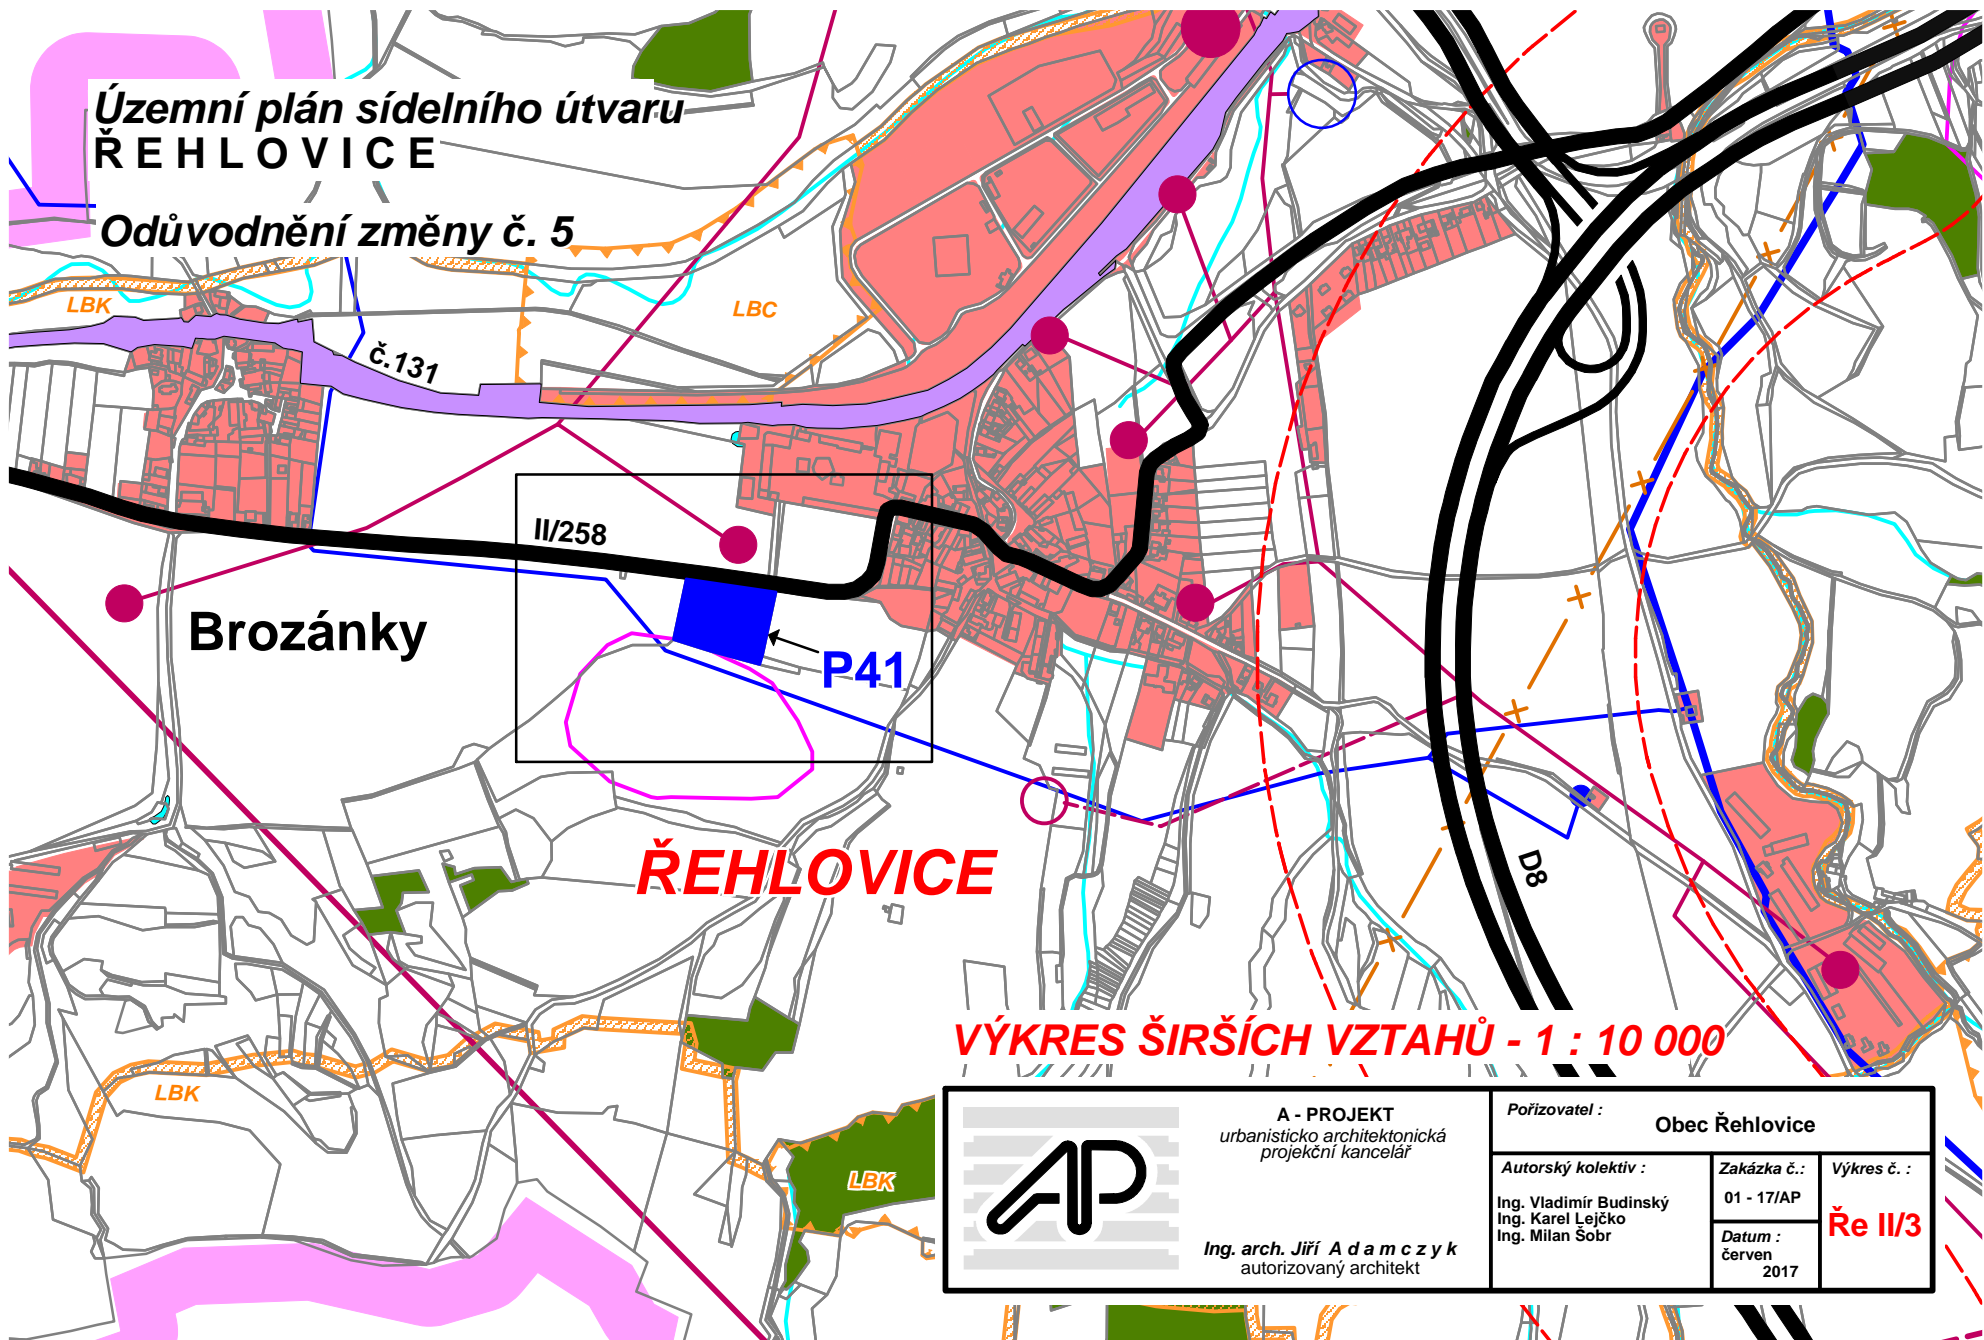 Územní plán sídelního útvaru
ŘEHLOVICE
Odůvodnění změny č. 5
LBK
LBC
č.131
II/258
Brozánky
P41
ŘEHLOVICE
D8
LBK
LBK
VÝKRES ŠIRŠÍCH VZTAHŮ - 1 : 10 000
AP
A - PROJEKT
urbanisticko architektonická
projekční kancelář
Ing. arch. Jiří Adamczyk
autorizovaný architekt
Pořizovatel :
Obec Řehlovice
Autorský kolektiv :
Ing. Vladimír Budinský
Ing. Karel Lejčko
Ing. Milan Šobr
Zakázka č.:
01 - 17/AP
Datum :
červen
2017
Výkres č. :
Ře II/3